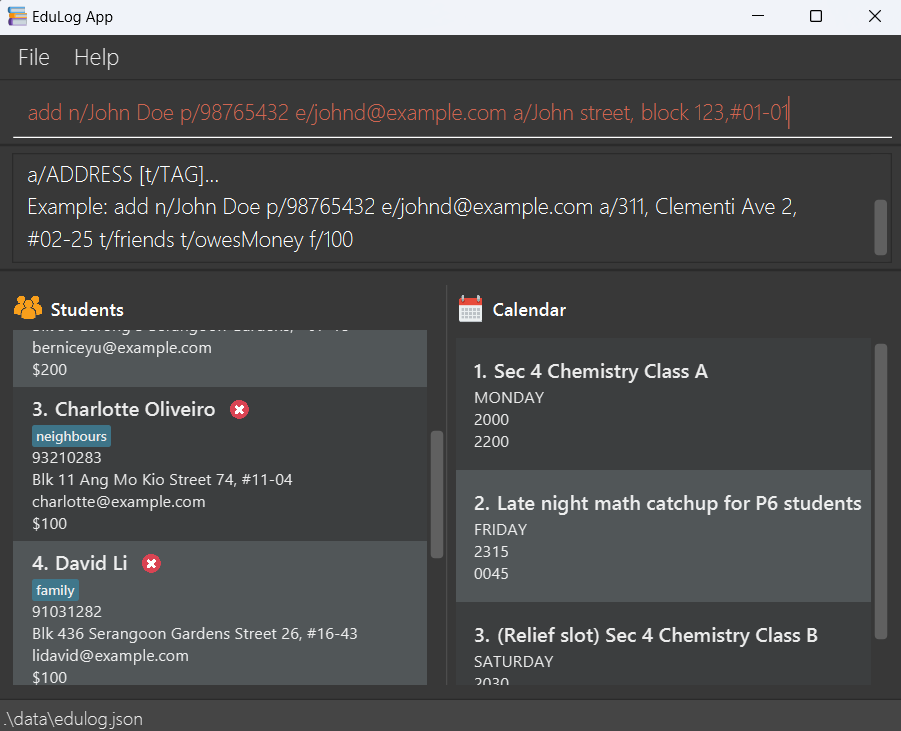 EduLog App
File Help
add n/John Doe p/98765432 e/johnd@example.com a/John street, block 123,#01-01
a/ADDRESS [t/TAG]...
Example: add n/John Doe p/98765432 e/johnd@example.com a/311, Clementi Ave 2,
#02-25 t/friends t/owesMoney f/100
Students
berniceyu@example.com
$200
3. Charlotte Oliveiro
neighbours
93210283
Blk 11 Ang Mo Kio Street 74, #11-04
charlotte@example.com
$100
4. David Li
family
91031282
Blk 436 Serangoon Gardens Street 26, #16-43
lidavid@example.com
$100
Calendar
1. Sec 4 Chemistry Class A
MONDAY
2000
2200
2. Late night math catchup for P6 students
FRIDAY
2315
0045
3. (Relief slot) Sec 4 Chemistry Class B
SATURDAY
2030
.\data\edulog.json